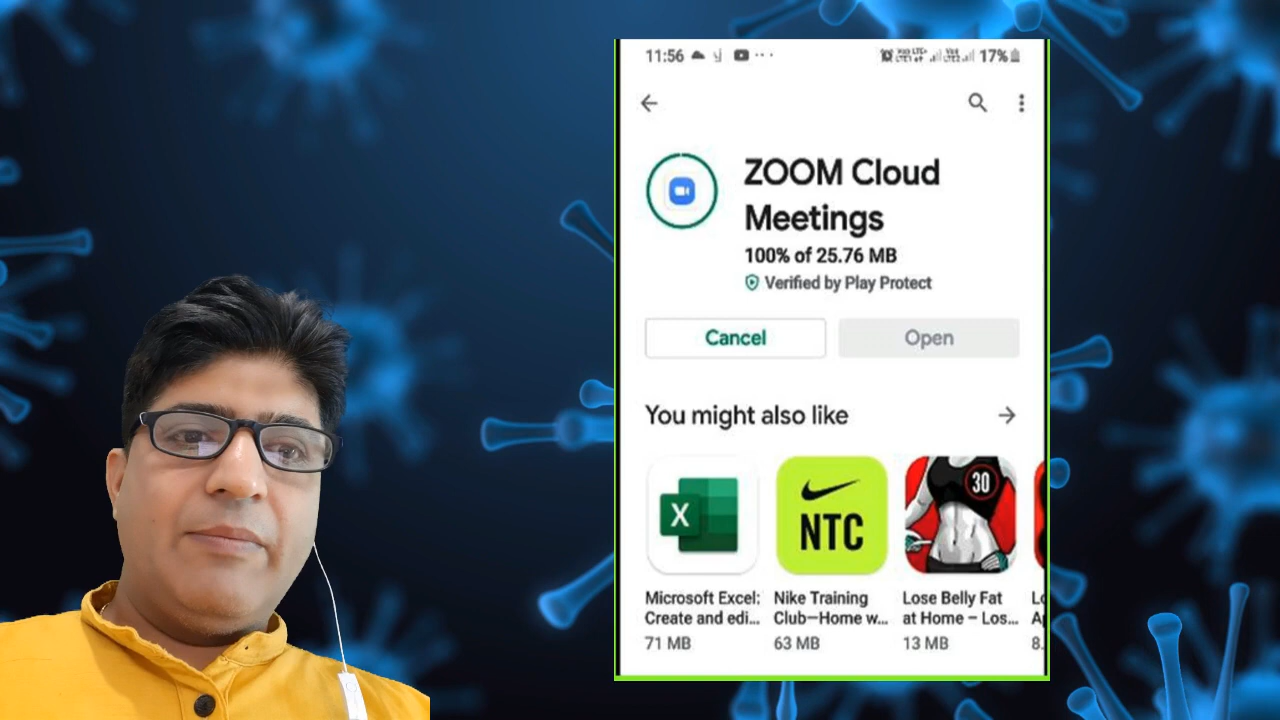 11:56
17%
ZOOM Cloud
Meetings
100% of 25.76 MB
Verified by Play Protect
Cancel
Open
You might also like
X
NTC
30
Microsoft Excel:
Create and edi...
71 MB
Nike Training
Club—Home w...
63 MB
Lose Belly Fat
at Home – Los...
13 MB
8.